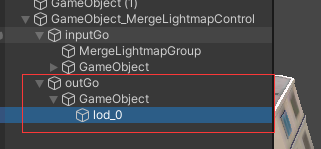 GameObject (1)
GameObject_MergeLightmapControl
inputGo
MergeLightmapGroup
GameObject
outGo
GameObject
lod_0